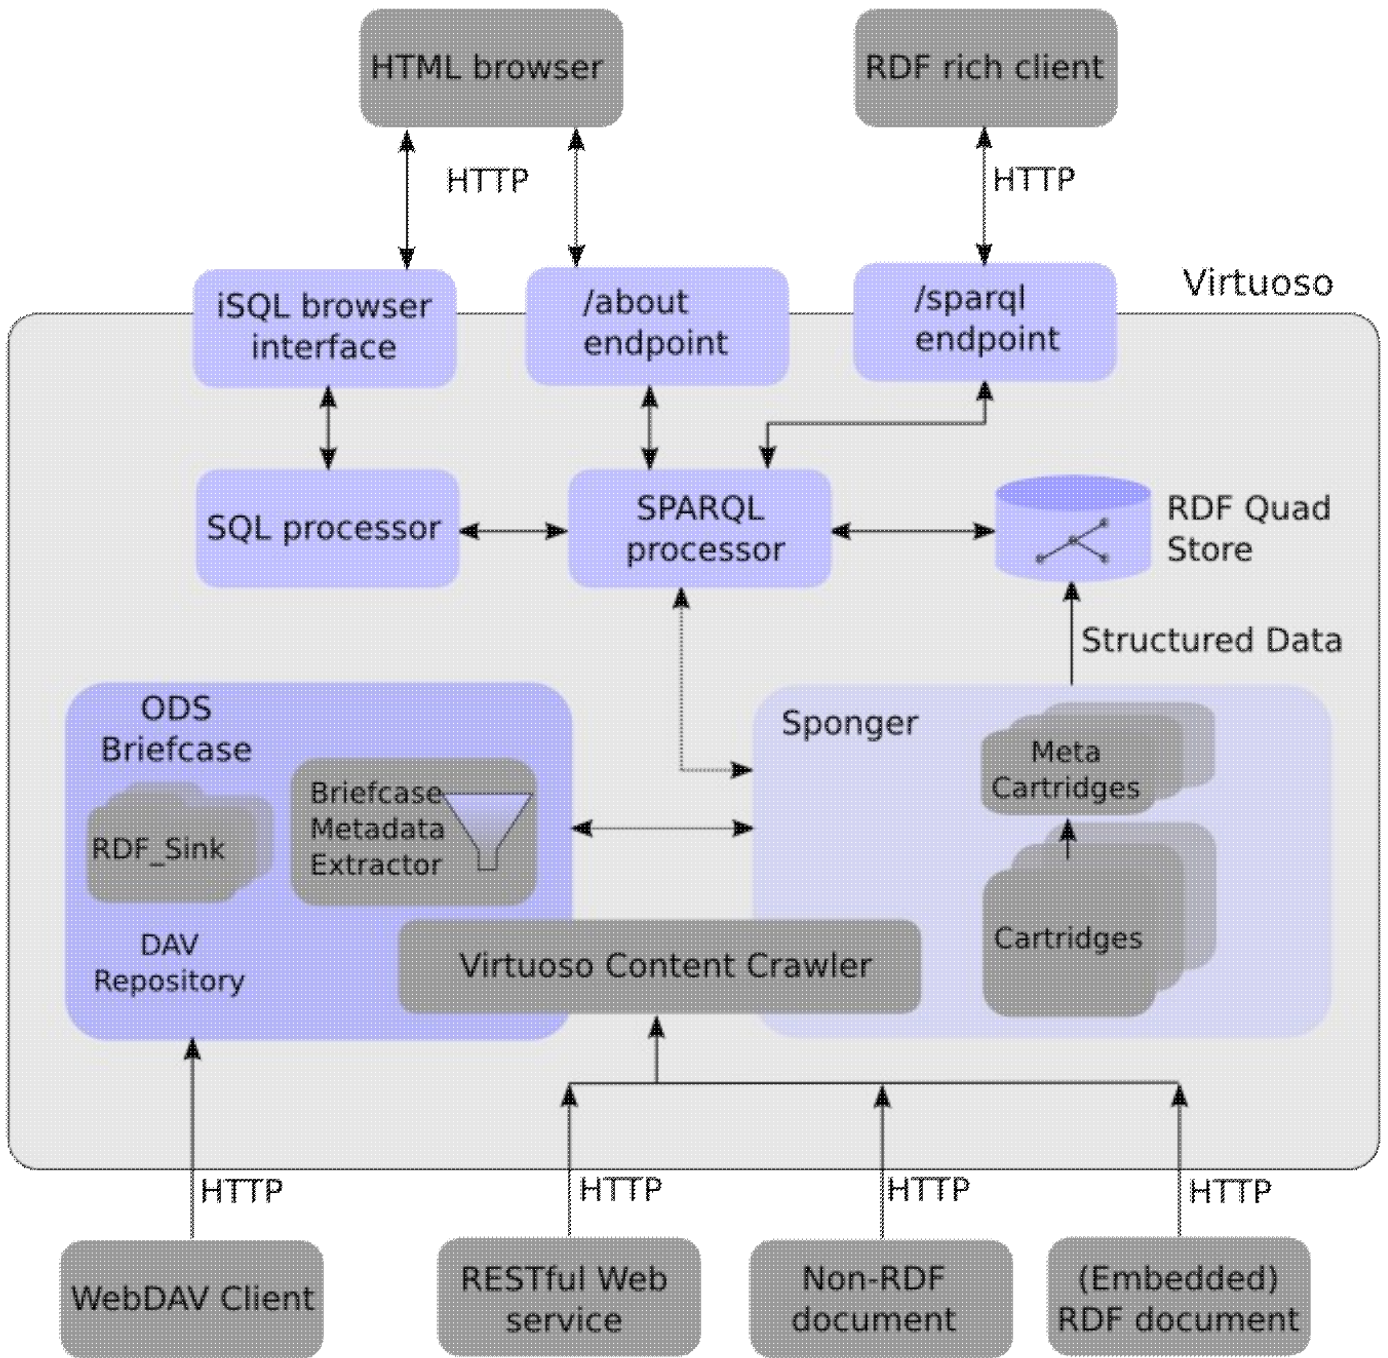 HTML browser
RDF rich client
HTTP
HTTP
Virtuoso
iSQL browser
interface
/about
endpoint
/sparql
endpoint
SQL processor
SPARQL
processor
RDF Quad
Store
Structured Data
ODS
Briefcase
RDF_Sink
Briefcase
Metadata
Extractor
DAV
Repository
Sponger
Meta
Cartridges
Cartridges
Virtuoso Content Crawler
HTTP
HTTP
HTTP
HTTP
WebDAV Client
RESTful Web
service
Non-RDF
document
(Embedded)
RDF document